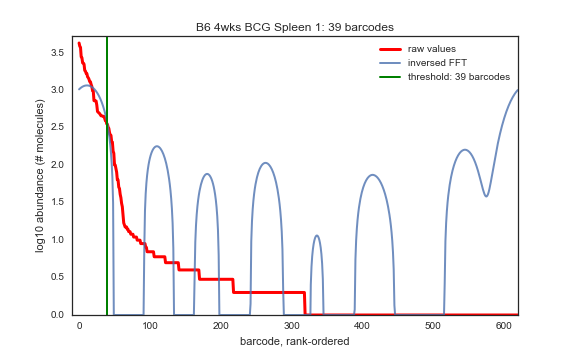 B6 4wks BCG Spleen 1: 39 barcodes
raw values
inversed FFT
threshold: 39 barcodes
log10 abundance (# molecules)
3.5
3.0
2.5
2.0
1.5
1.0
0.5
0.0
0 100 200 300 400 500 600
barcode, rank-ordered